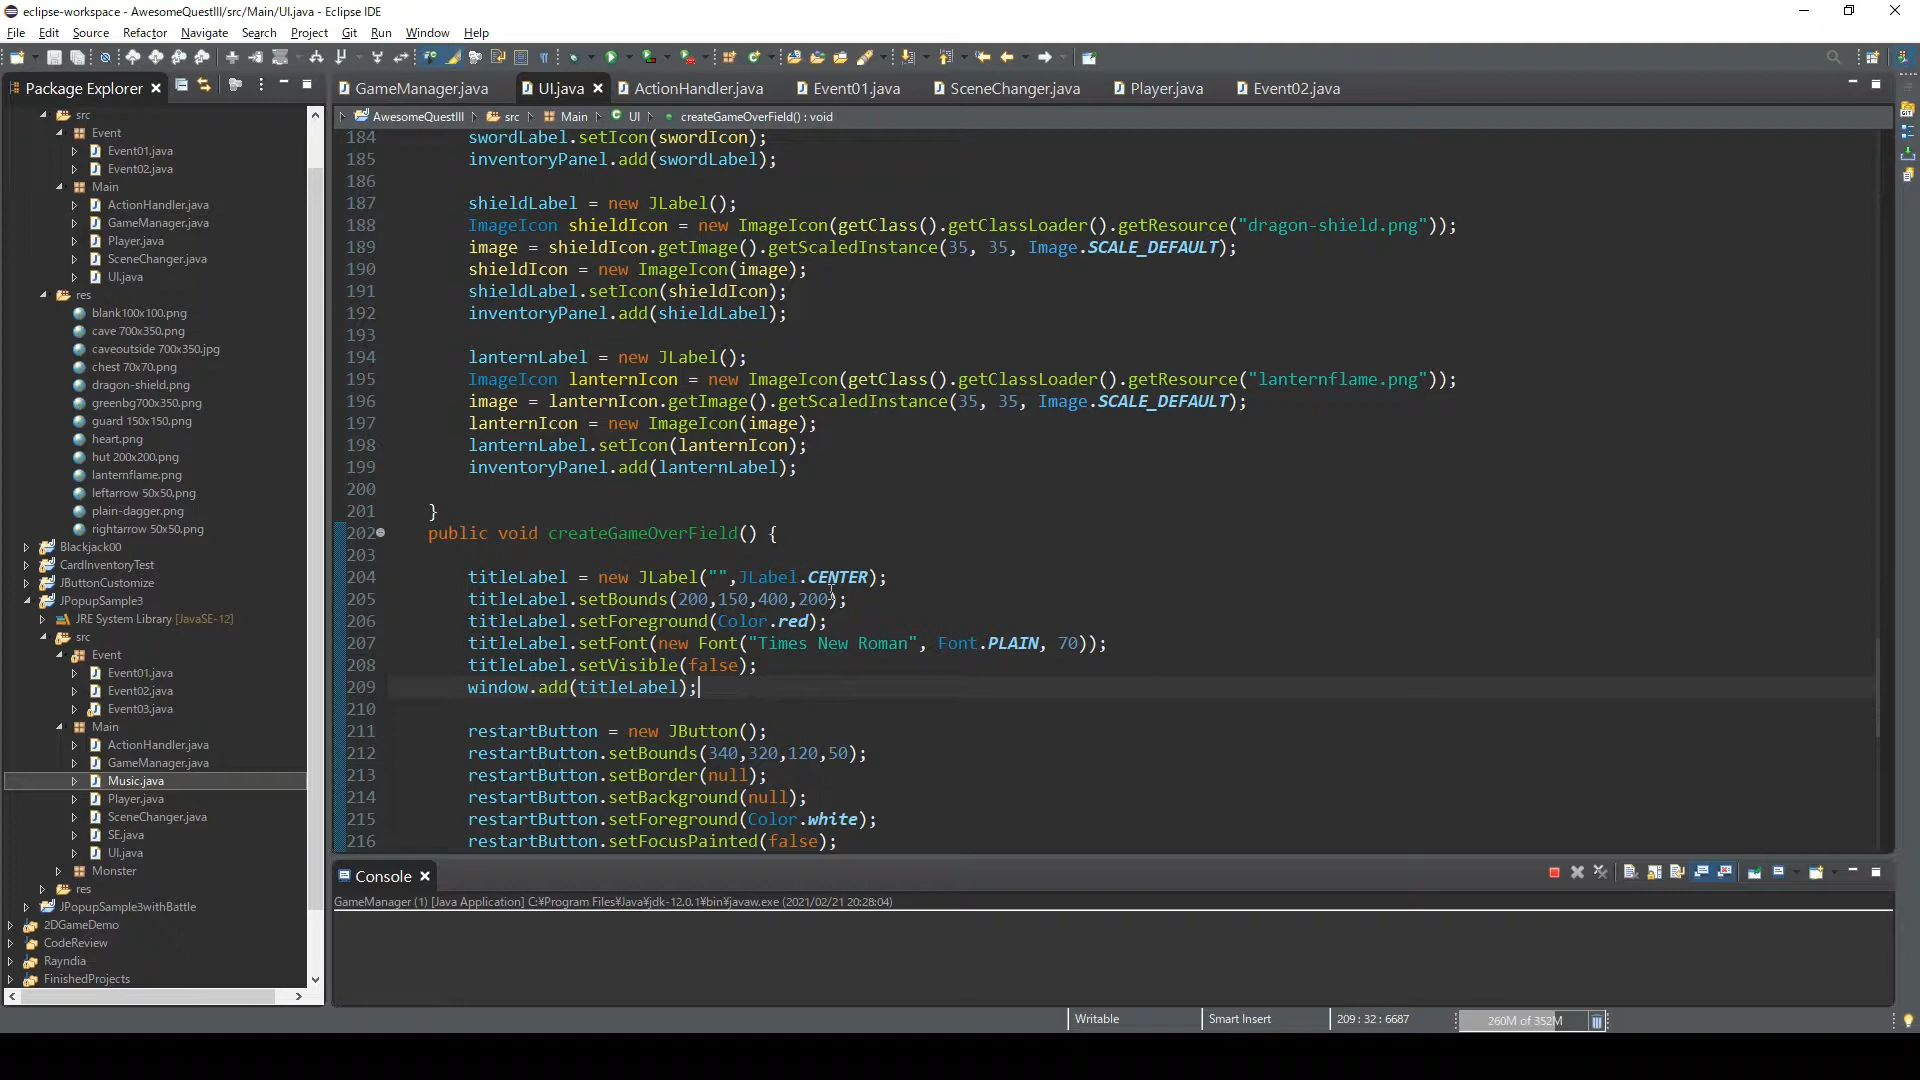 eclipse-workspace - AwesomeQuestIII/src/Main/UI.java - Eclipse IDE
File Edit Source Refactor Navigate Search Project Git Run Window Help
Package Explorer
src
Event
Event01.java
Event02.java
Main
ActionHandler.java
GameManager.java
Player.java
SceneChanger.java
UI.java
res
blank100x100.png
cave 700x350.png
caveoutside 700x350.jpg
chest 70x70.png
dragon-shield.png
greenbg700x350.png
guard 150x150.png
heart.png
hut 200x200.png
lanternflame.png
leftarrow 50x50.png
plain-dagger.png
rightarrow 50x50.png
Blackjack00
CardInventoryTest
JButtonCustomize
JPopupSample3
JRE System Library [JavaSE-12]
src
Event
Event01.java
Event02.java
Event03.java
Main
ActionHandler.java
GameManager.java
Music.java
Player.java
SceneChanger.java
SE.java
UI.java
Monster
res
JPopupSample3withBattle
2DGameDemo
CodeReview
Rayndia
FinishedProjects
GameManager.java UI.java ActionHandler.java Event01.java SceneChanger.java Player.java Event02.java
AwesomeQuestIII src Main UI createGameOverField() : void
184 swordLabel.setIcon(swordIcon);
185 inventoryPanel.add(swordLabel);
186
187 shieldLabel = new JLabel();
188 ImageIcon shieldIcon = new ImageIcon(getClass().getClassLoader().getResource("dragon-shield.png"));
189 image = shieldIcon.getImage().getScaledInstance(35, 35, Image.SCALE_DEFAULT);
190 shieldIcon = new ImageIcon(image);
191 shieldLabel.setIcon(shieldIcon);
192 inventoryPanel.add(shieldLabel);
193
194 lanternLabel = new JLabel();
195 ImageIcon lanternIcon = new ImageIcon(getClass().getClassLoader().getResource("lanternflame.png"));
196 image = lanternIcon.getImage().getScaledInstance(35, 35, Image.SCALE_DEFAULT);
197 lanternIcon = new ImageIcon(image);
198 lanternLabel.setIcon(lanternIcon);
199 inventoryPanel.add(lanternLabel);
200
201 }
202 public void createGameOverField() {
203
204 titleLabel = new JLabel("",JLabel.CENTER);
205 titleLabel.setBounds(200,150,400,200);
206 titleLabel.setForeground(Color.red);
207 titleLabel.setFont(new Font("Times New Roman", Font.PLAIN, 70));
208 titleLabel.setVisible(false);
209 window.add(titleLabel);
210
211 restartButton = new JButton();
212 restartButton.setBounds(340,320,120,50);
213 restartButton.setBorder(null);
214 restartButton.setBackground(null);
215 restartButton.setForeground(Color.white);
216 restartButton.setFocusPainted(false);
Console
GameManager (1) [Java Application] C:¥Program Files¥Java¥jdk-12.0.1¥bin¥javaw.exe (2021/02/21 20:28:04)
Writable Smart Insert 209 : 32 : 6687 260M of 352M